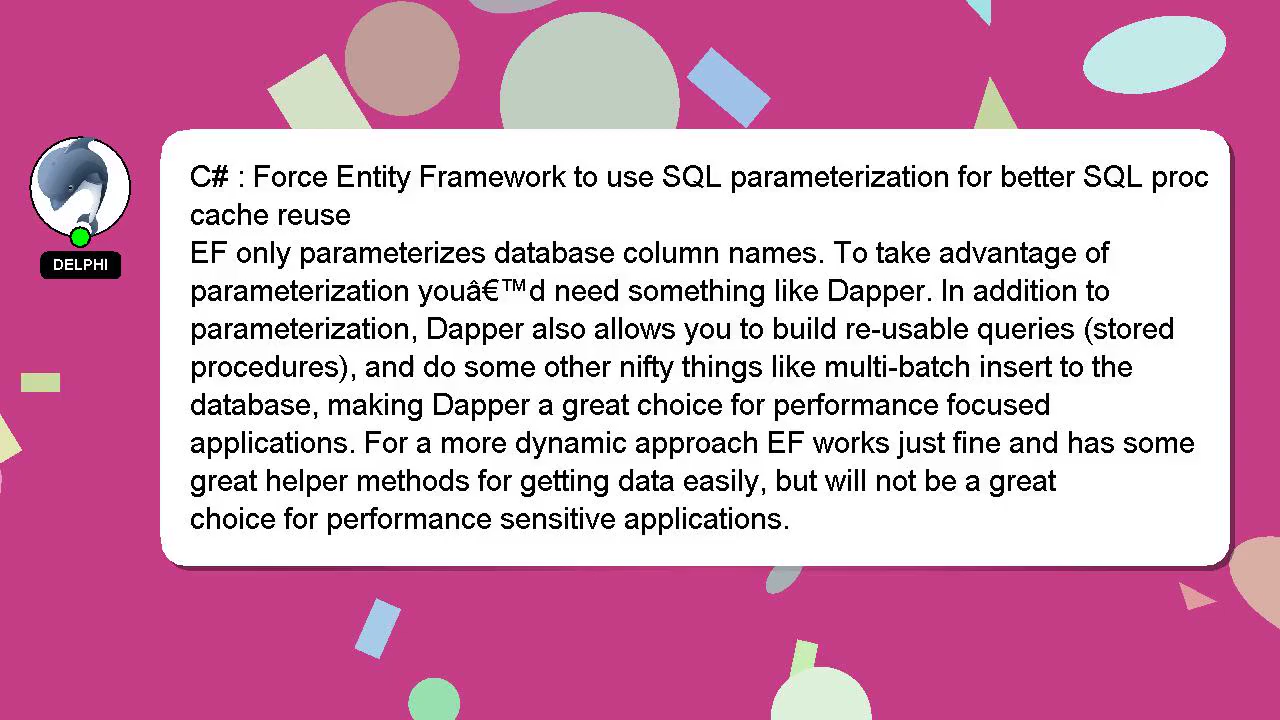 C# : Force Entity Framework to use SQL parameterization for better SQL proc
cache reuse
EF only parameterizes database column names. To take advantage of
parameterization youâ€™d need something like Dapper. In addition to
parameterization, Dapper also allows you to build re-usable queries (stored
procedures), and do some other nifty things like multi-batch insert to the
database, making Dapper a great choice for performance focused
applications. For a more dynamic approach EF works just fine and has some
great helper methods for getting data easily, but will not be a great
choice for performance sensitive applications.
DELPHI